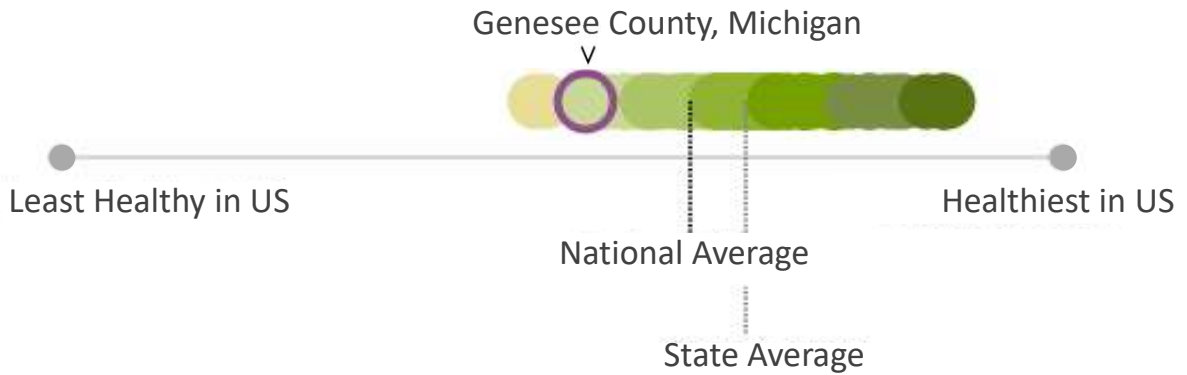 Genesee County, Michigan
Least Healthy in US
Healthiest in US
National Average
State Average